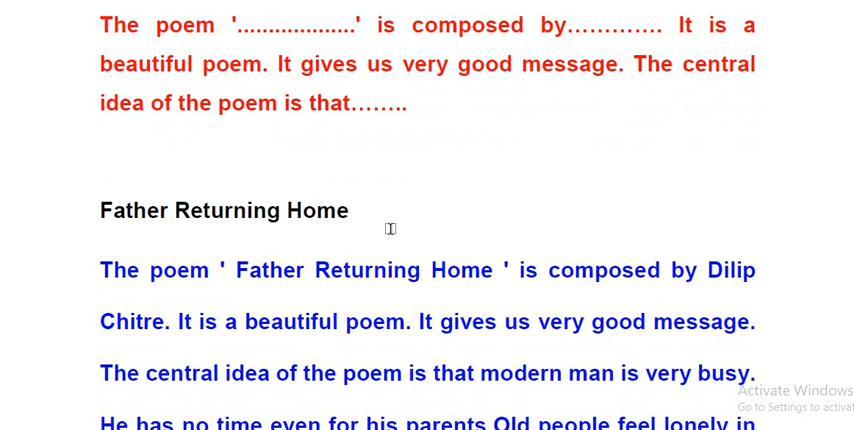 The poem '...................' is composed by…………. It is a
beautiful poem. It gives us very good message. The central
idea of the poem is that……..
Father Returning Home
The poem ' Father Returning Home ' is composed by Dilip
Chitre. It is a beautiful poem. It gives us very good message.
The central idea of the poem is that modern man is very busy.
He has no time even for his parents Old people feel lonely in
Activate Windows
Go to Settings to activat